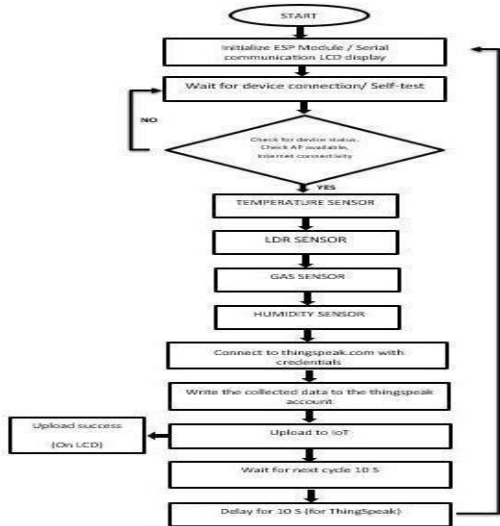 START
Initialize ESP Module / Serial
communication LCD display
Wait for device connection/ Self-test
NO
Check for device status,
Check AP available,
Internet connectivity
YES
TEMPERATURE SENSOR
LDR SENSOR
GAS SENSOR
HUMIDITY SENSOR
Connect to thingspeak.com with
credentials
Write the collected data to the thingspeak
account
Upload success
(On LCD)
Upload to IoT
Wait for next cycle 10 S
Delay for 10 S (for ThingSpeak)